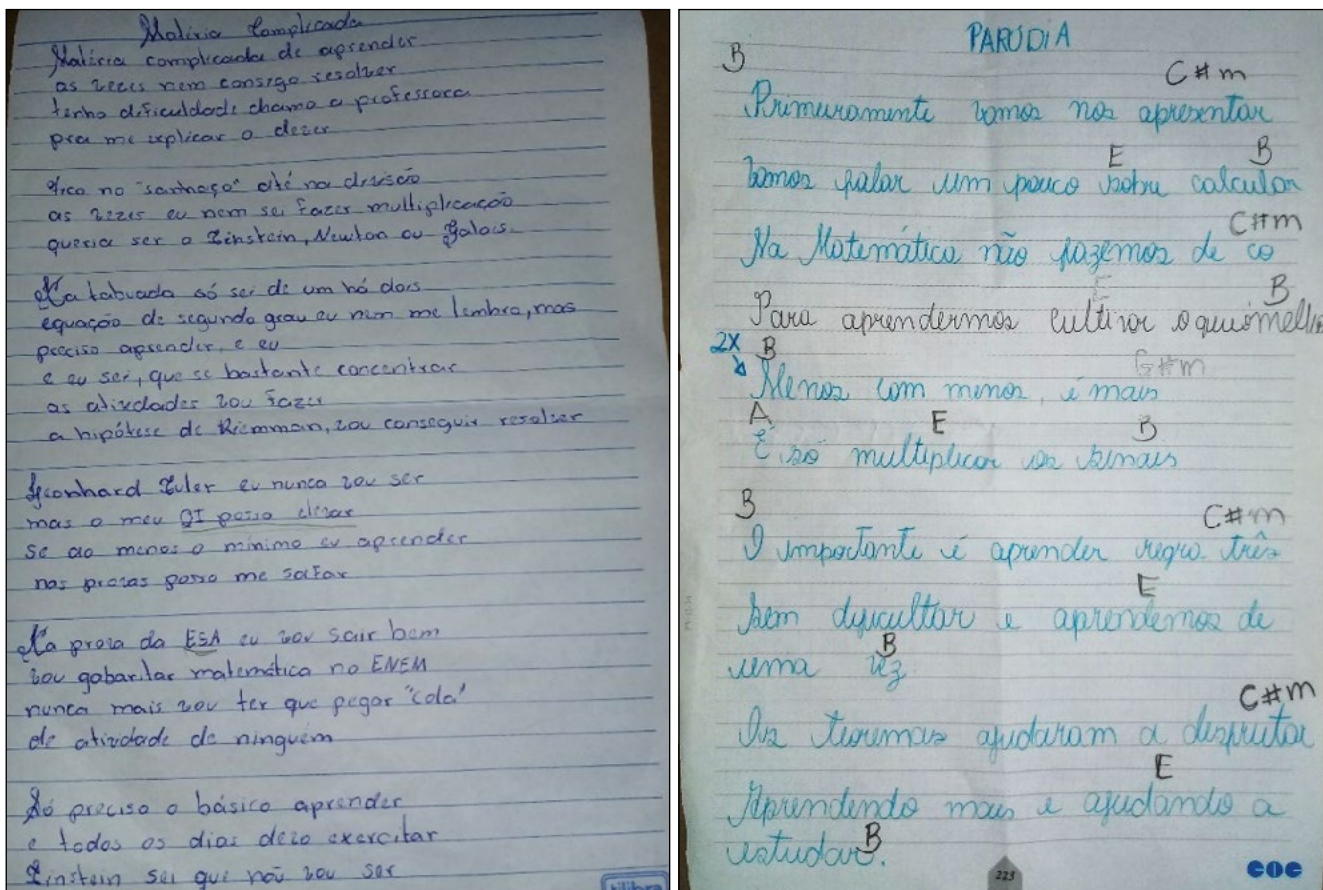 Matéria Complicada
Matéria complicada de aprender
as vezes nem consigo resolver
tenho dificuldade chamo a professora
pra me explicar o dever
Fico no "sanhaço" até na divisão
as vezes eu nem sei fazer multiplicação
queria ser o Einstein, Newton ou Galois.
Na tabuada só sei de um há dois
equação de segundo grau eu nem me lembro, mas
preciso aprender, e eu
e eu sei, que se bastante concentrar
as atividades vou fazer
a hipótese de Riemman, vou conseguir resolver
Leonhard Euler eu nunca vou ser
mas o meu QI posso elevar
se ao menos o mínimo eu aprender
nas provas posso me safar
Na prova da ESA eu vou sair bem
vou gabaritar matemática no ENEM
nunca mais vou ter que pegar "cola"
de atividade de ninguém
Só preciso o básico aprender
e todos os dias devo exercitar
Einstein sei que não vou ser
tilibra
PARÓDIA
B C#m
Primeiramente vamos nos apresentar
E B
Vamos falar um pouco sobre calcular
C#m
Na Matemática não fazemos de co
E B
Para aprendermos cultivar o que é melhor
2X B G#m
Menos com menos, é mais
A E B
É só multiplicar os sinais
B C#m
O importante é aprender regra três
E
Sem dificultar e aprendemos de
B
uma vez.
C#m
Os teoremas ajudaram a desfrutar
E
Aprendendo mais e ajudando a
B
estudar.
223
COC